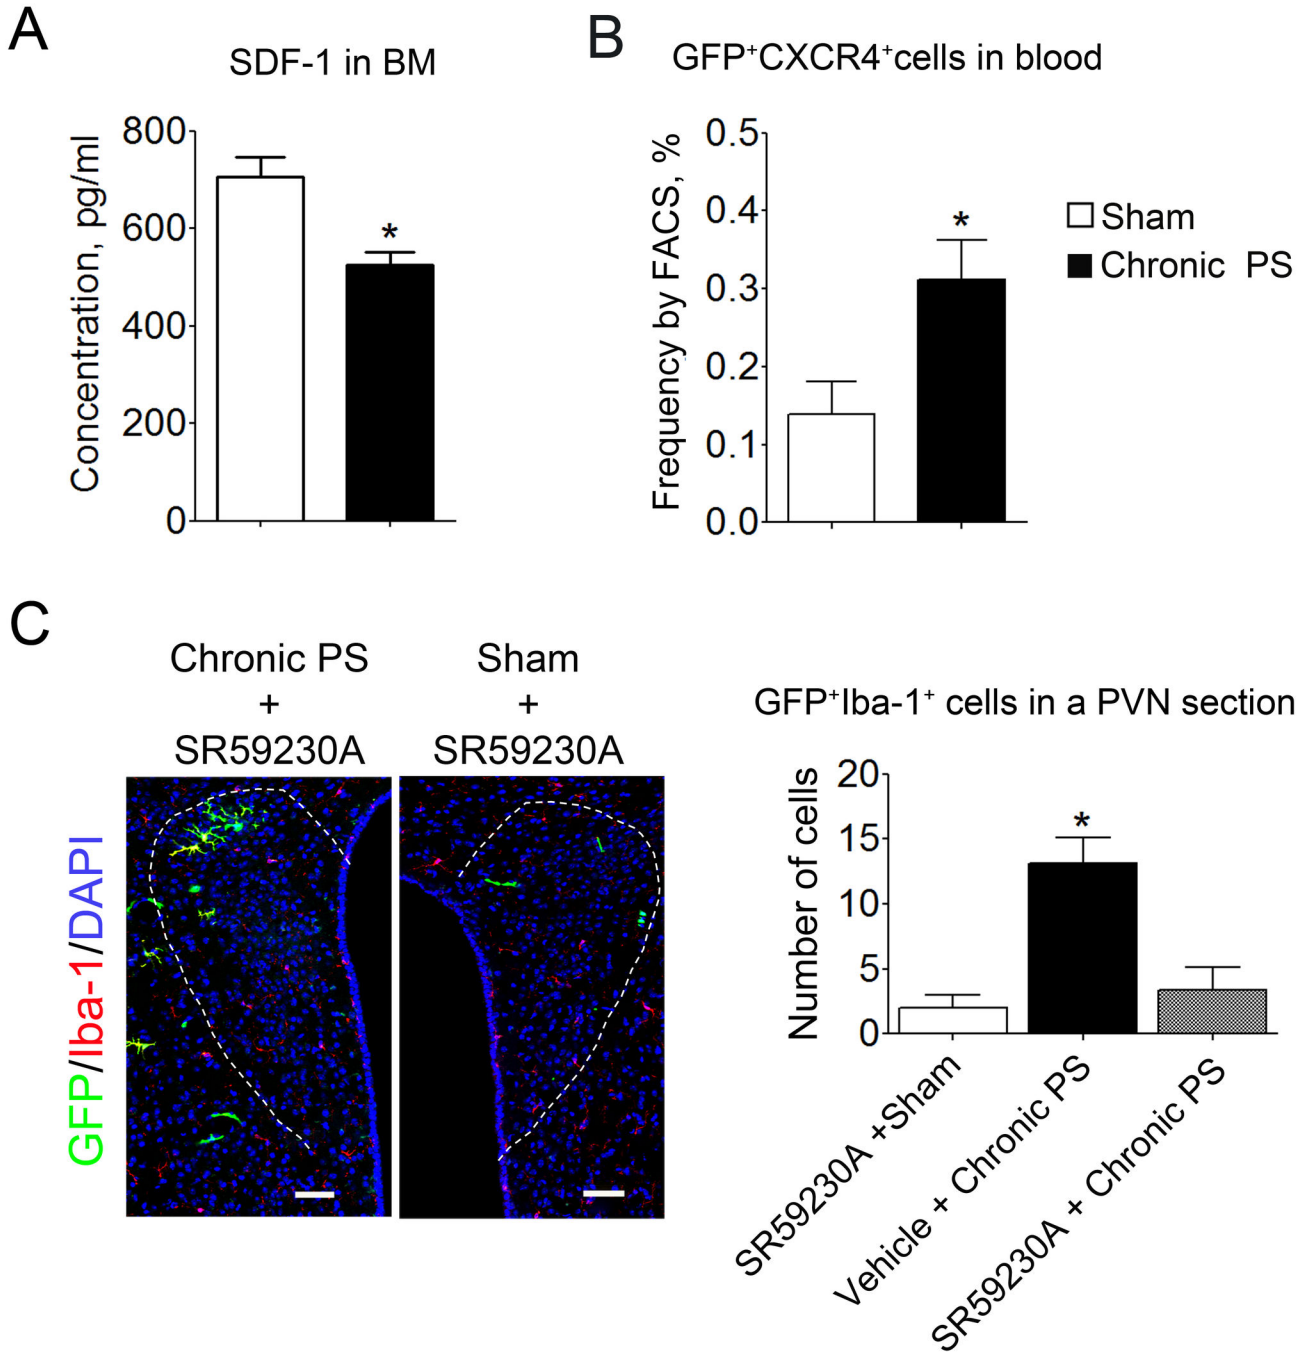 A
SDF-1 in BM
Concentration, pg/ml
800
600
400
200
0
*
B
GFP⁺CXCR4⁺cells in blood
Frequency by FACS, %
0.5
0.4
0.3
0.2
0.1
0.0
*
Sham
Chronic PS
C
Chronic PS
+
SR59230A
Sham
+
SR59230A
GFP/Iba-1/DAPI
GFP⁺Iba-1⁺ cells in a PVN section
Number of cells
20
15
10
5
0
*
SR59230A +Sham
Vehicle + Chronic PS
SR59230A + Chronic PS